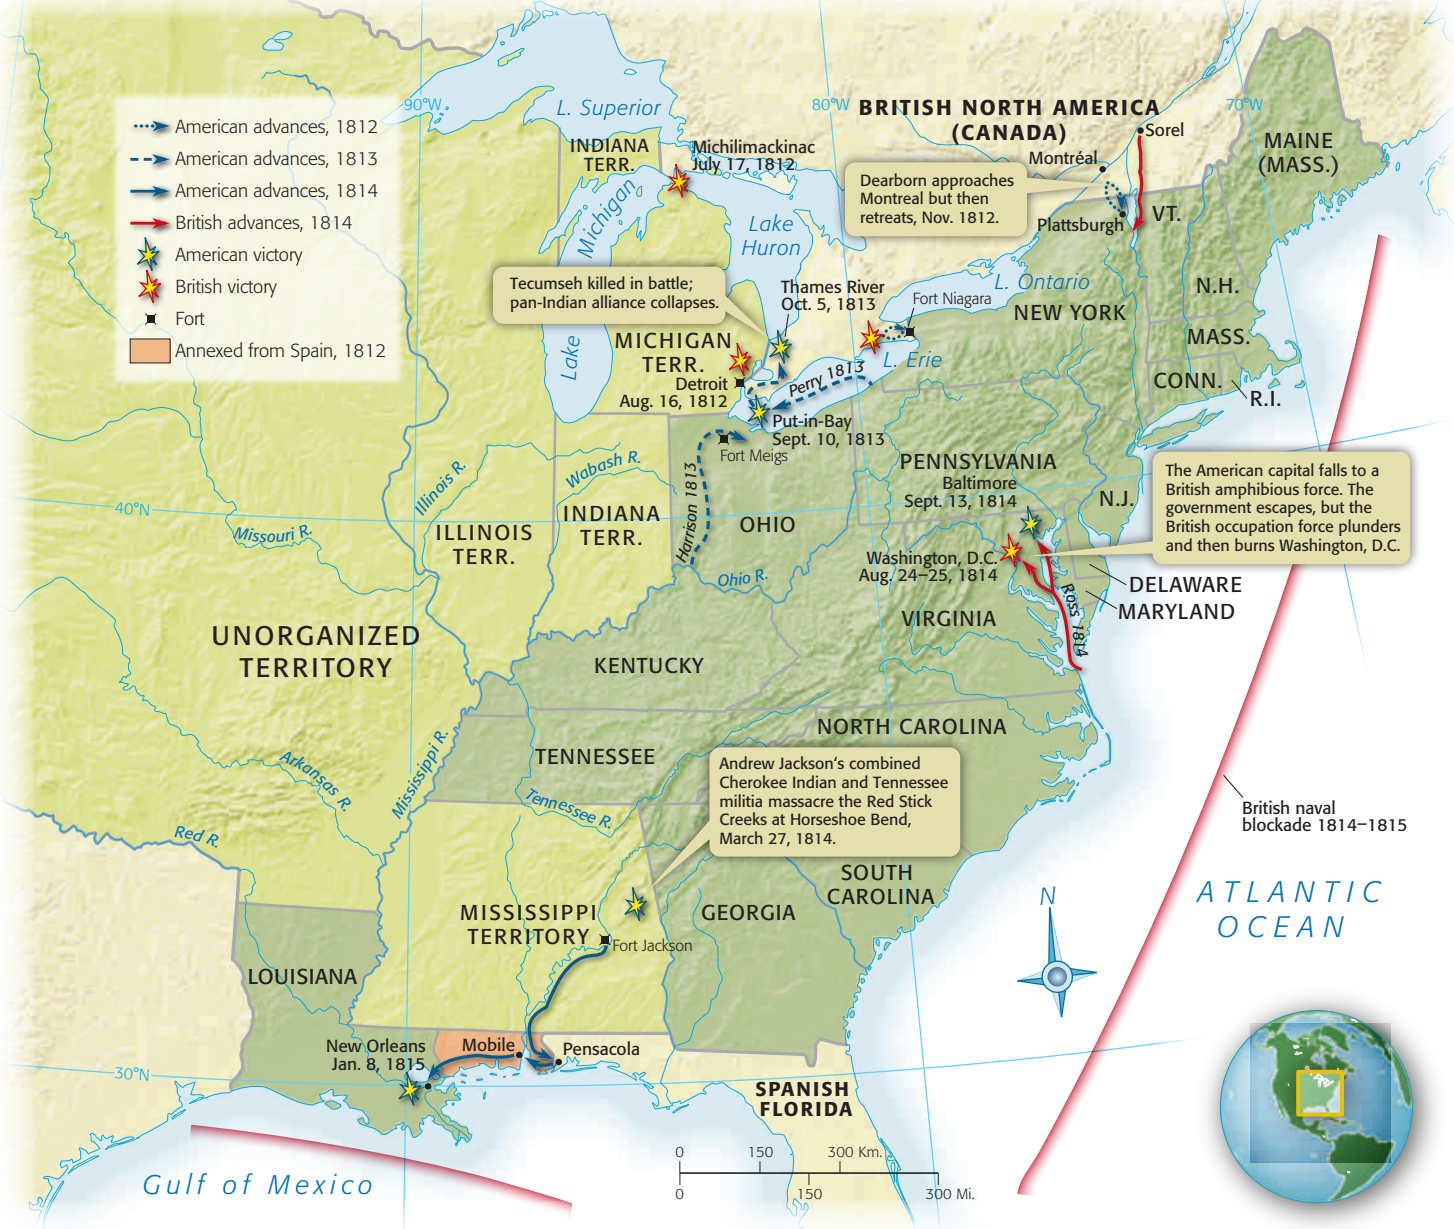 American advances, 1812
American advances, 1813
American advances, 1814
British advances, 1814
American victory
British victory
Fort
Annexed from Spain, 1812
90°W
80°W
70°W
L. Superior
BRITISH NORTH AMERICA
(CANADA)
Sorel
Montréal
MAINE
(MASS.)
INDIANA
TERR.
Michilimackinac
July 17, 1812
Dearborn approaches
Montreal but then
retreats, Nov. 1812.
Plattsburgh
VT.
Lake
Huron
Lake Michigan
Tecumseh killed in battle;
pan-Indian alliance collapses.
Thames River
Oct. 5, 1813
Fort Niagara
L. Ontario
NEW YORK
N.H.
MASS.
CONN.
R.I.
MICHIGAN
TERR.
Detroit
Aug. 16, 1812
L. Erie
Perry 1813
Put-in-Bay
Sept. 10, 1813
Fort Meigs
Harrison 1813
PENNSYLVANIA
Baltimore
Sept. 13, 1814
N.J.
The American capital falls to a
British amphibious force. The
government escapes, but the
British occupation force plunders
and then burns Washington, D.C.
40°N
Missouri R.
Illinois R.
Wabash R.
ILLINOIS
TERR.
INDIANA
TERR.
OHIO
Ohio R.
Washington, D.C.
Aug. 24–25, 1814
DELAWARE
MARYLAND
Ross 1814
VIRGINIA
UNORGANIZED
TERRITORY
KENTUCKY
NORTH CAROLINA
TENNESSEE
Mississippi R.
Arkansas R.
Tennessee R.
Red R.
Andrew Jackson's combined
Cherokee Indian and Tennessee
militia massacre the Red Stick
Creeks at Horseshoe Bend,
March 27, 1814.
British naval
blockade 1814–1815
SOUTH
CAROLINA
GEORGIA
MISSISSIPPI
TERRITORY
Fort Jackson
ATLANTIC
OCEAN
N
LOUISIANA
New Orleans
Jan. 8, 1815
Mobile
Pensacola
30°N
SPANISH
FLORIDA
Gulf of Mexico
0 150 300 Km.
0 150 300 Mi.